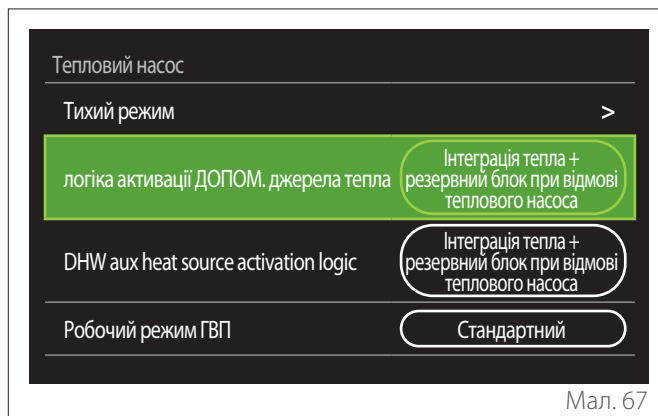 Тепловий насос
Тихий режим >
логіка активації ДОПОМ. джерела тепла
Інтеграція тепла +
резервний блок при відмові
теплового насоса
DHW aux heat source activation logic
Інтеграція тепла +
резервний блок при відмові
теплового насоса
Робочий режим ГВП
Стандартний
Мал. 67